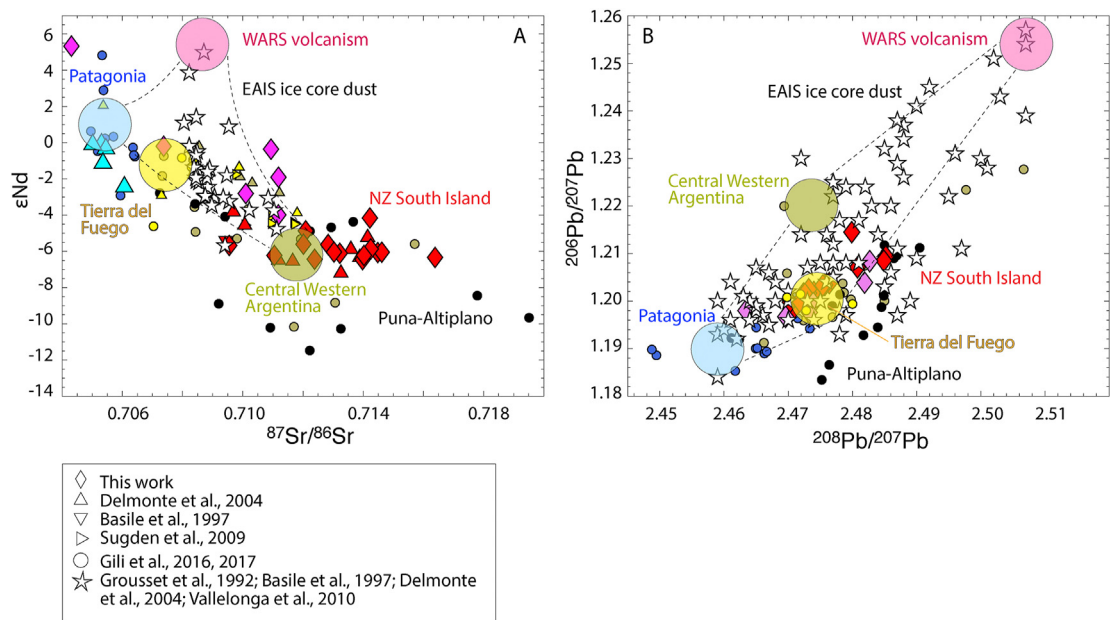 6
4
2
0
-2
-4
-6
-8
-10
-12
-14
εNd
WARS volcanism
A
Patagonia
EAIS ice core dust
NZ South Island
Tierra del
Fuego
Central Western
Argentina
Puna-Altiplano
0.706
0.710
0.714
0.718
87Sr/86Sr
1.26
1.25
1.24
1.23
1.22
1.21
1.20
1.19
1.18
206Pb/207Pb
B
WARS volcanism
EAIS ice core dust
Central Western
Argentina
NZ South Island
Patagonia
Tierra del Fuego
Puna-Altiplano
2.45
2.46
2.47
2.48
2.49
2.50
2.51
208Pb/207Pb
This work
Delmonte et al., 2004
Basile et al., 1997
Sugden et al., 2009
Gili et al., 2016, 2017
Grousset et al., 1992; Basile et al., 1997; Delmonte
et al., 2004; Vallelonga et al., 2010